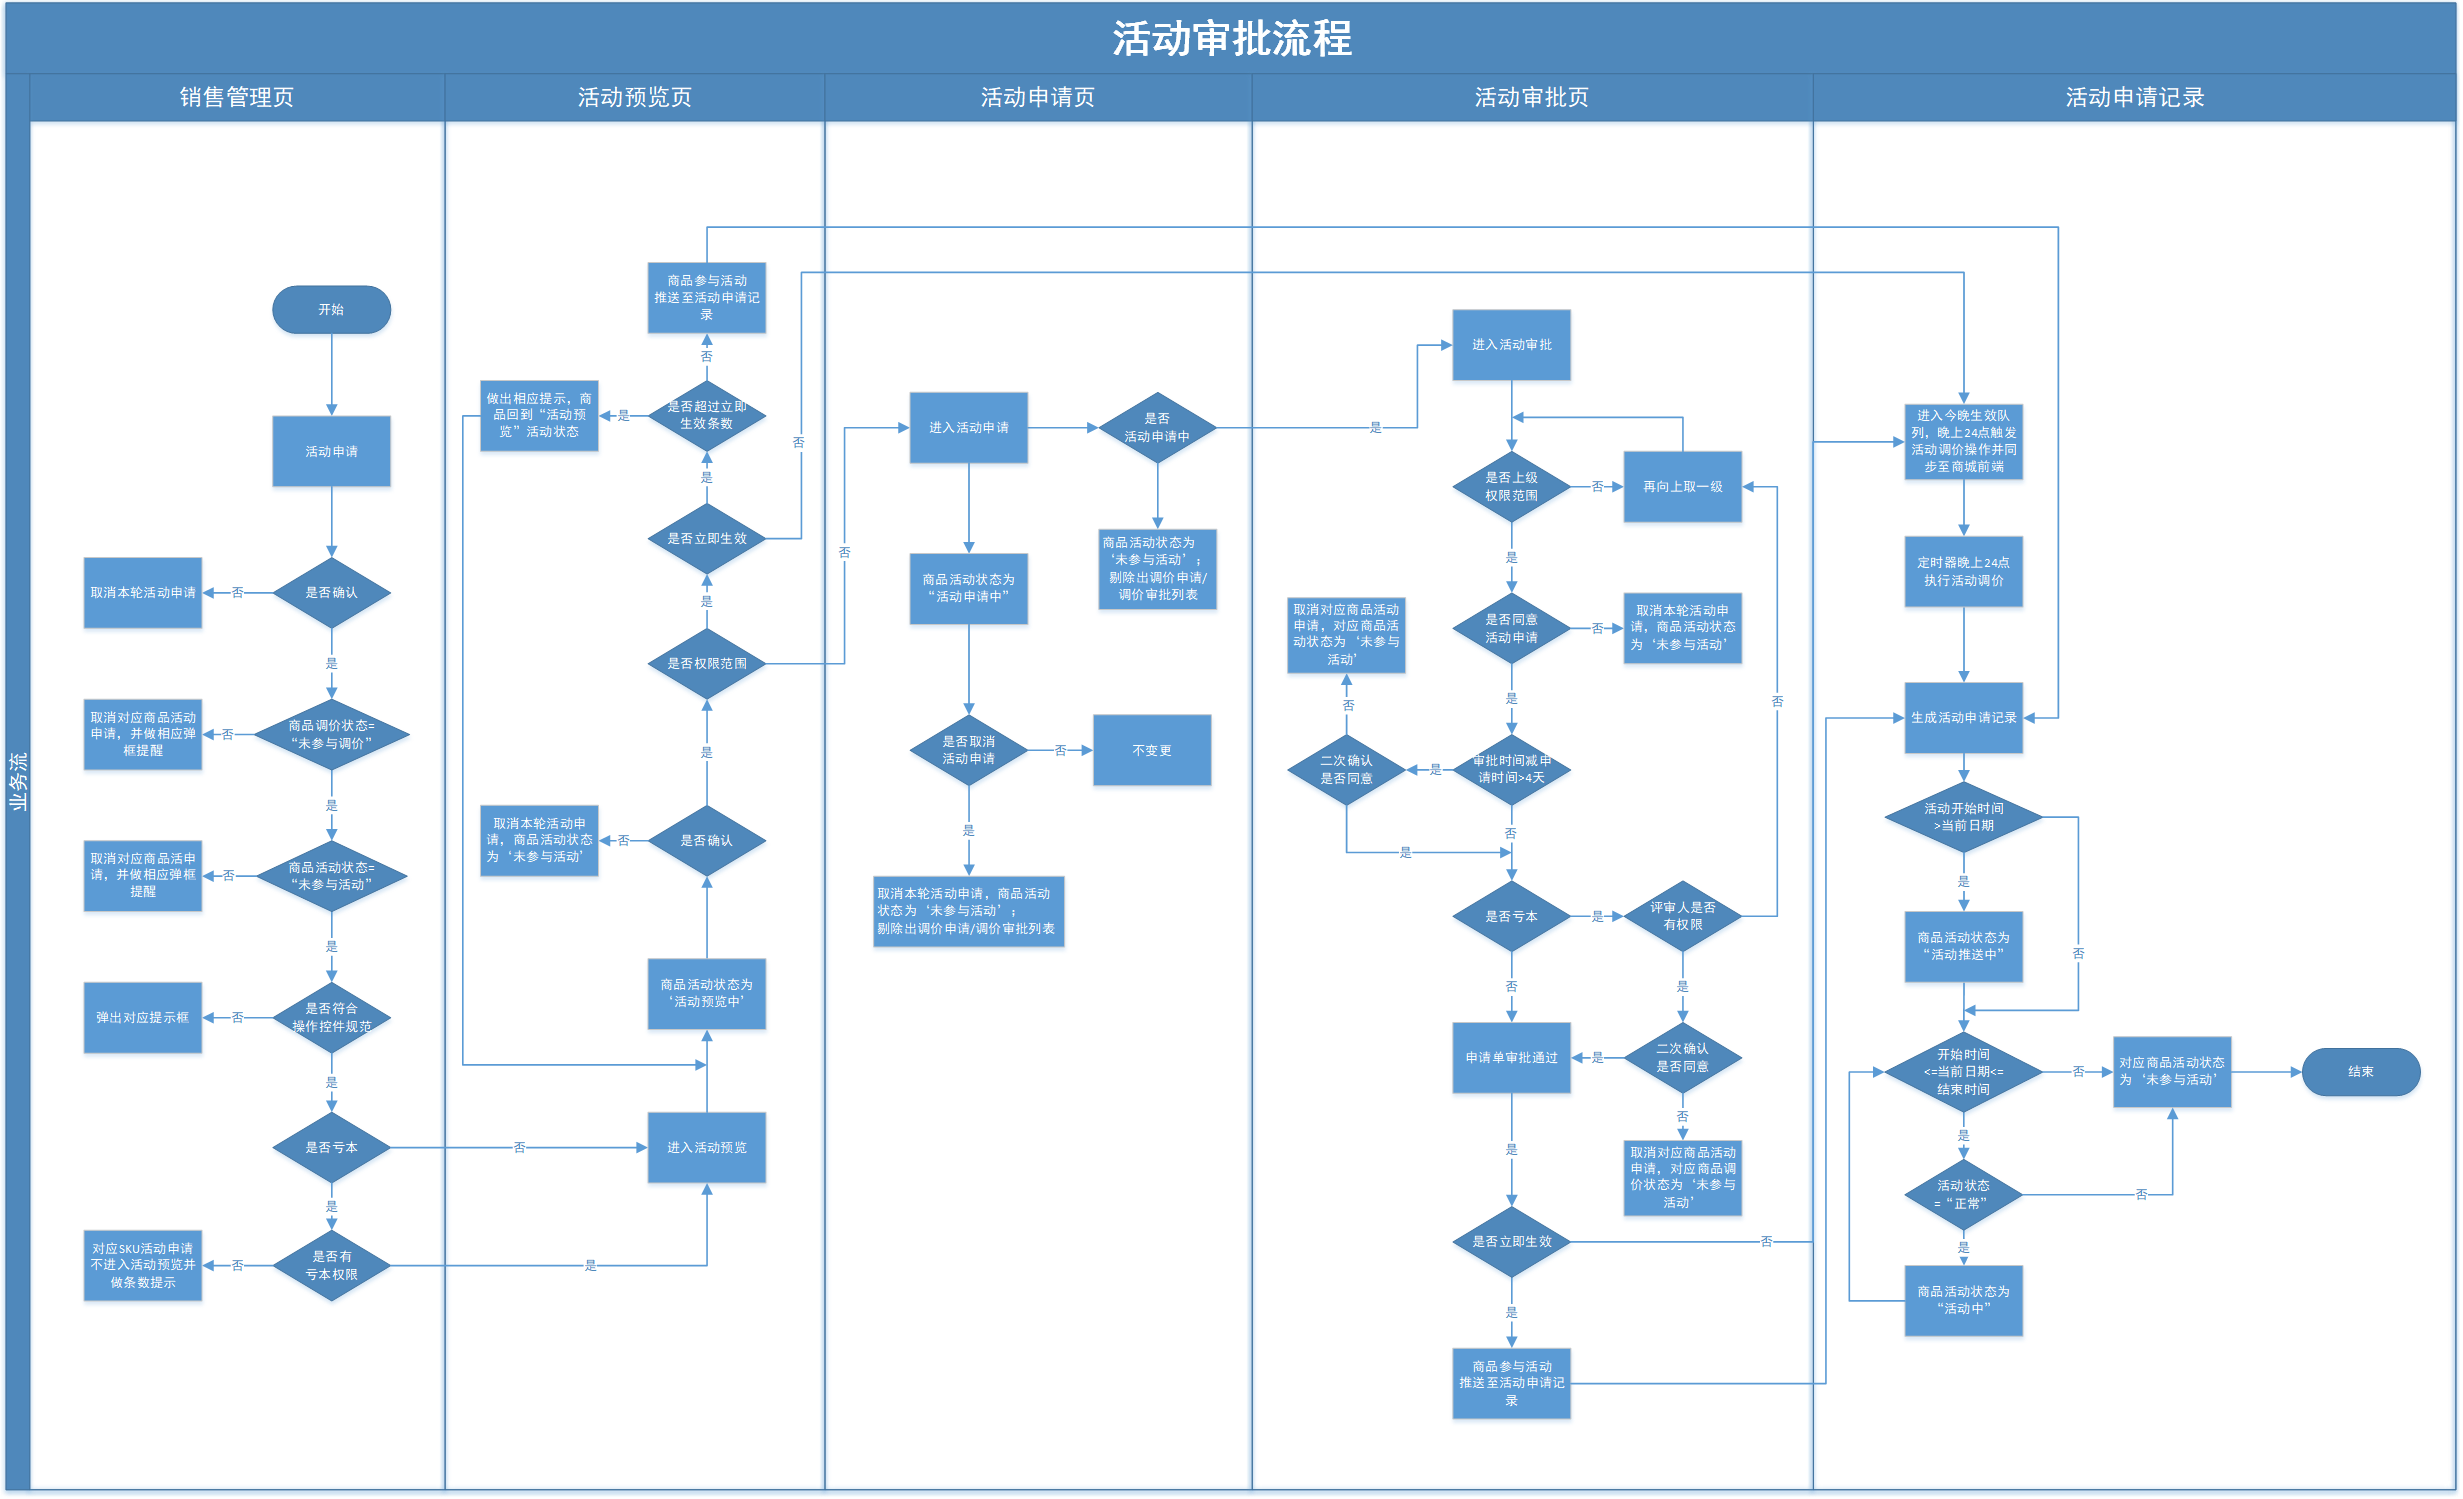 活动审批流程
销售管理页
活动预览页
活动申请页
活动审批页
活动申请记录
业务流
开始
活动申请
是否确认
否
取消本轮活动申请
是
商品调价状态=
“未参与调价”
否
取消对应商品活动
申请，并做相应弹
框提醒
是
商品活动状态=
“未参与活动”
否
取消对应商品活申
请，并做相应弹框
提醒
是
是否符合
操作控件规范
否
弹出对应提示框
是
是否亏本
否
是
是否有
亏本权限
否
对应SKU活动申请
不进入活动预览并
做条数提示
是
商品参与活动
推送至活动申请记
录
否
是否超过立即
生效条数
是
做出相应提示，商
品回到“活动预
览”活动状态
是
是否立即生效
否
是
是否权限范围
否
是
是否确认
否
取消本轮活动申
请，商品活动状态
为‘未参与活动’
商品活动状态为
‘活动预览中’
进入活动预览
进入活动申请
是否
活动申请中
是
商品活动状态为
‘未参与活动’；
剔除出调价申请/
调价审批列表
商品活动状态为
“活动申请中”
是否取消
活动申请
否
不变更
是
取消本轮活动申请，商品活动
状态为‘未参与活动’；
剔除出调价申请/调价审批列表
进入活动审批
是否上级
权限范围
否
再向上取一级
是
是否同意
活动申请
否
取消本轮活动申
请，商品活动状态
为‘未参与活动’
取消对应商品活动
申请，对应商品活
动状态为‘未参与
活动’
否
是
二次确认
是否同意
是
审批时间减申
请时间>4天
否
是
否
是否亏本
是
评审人是否
有权限
否
是
申请单审批通过
是
二次确认
是否同意
否
取消对应商品活动
申请，对应商品调
价状态为‘未参与
活动’
是
是否立即生效
否
是
商品参与活动
推送至活动申请记
录
进入今晚生效队
列，晚上24点触发
活动调价操作并同
步至商城前端
定时器晚上24点
执行活动调价
生成活动申请记录
活动开始时间
>当前日期
是
否
商品活动状态为
“活动推送中”
开始时间
<=当前日期<=
结束时间
否
对应商品活动状态
为‘未参与活动’
结束
是
活动状态
=“正常”
否
是
商品活动状态为
“活动中”